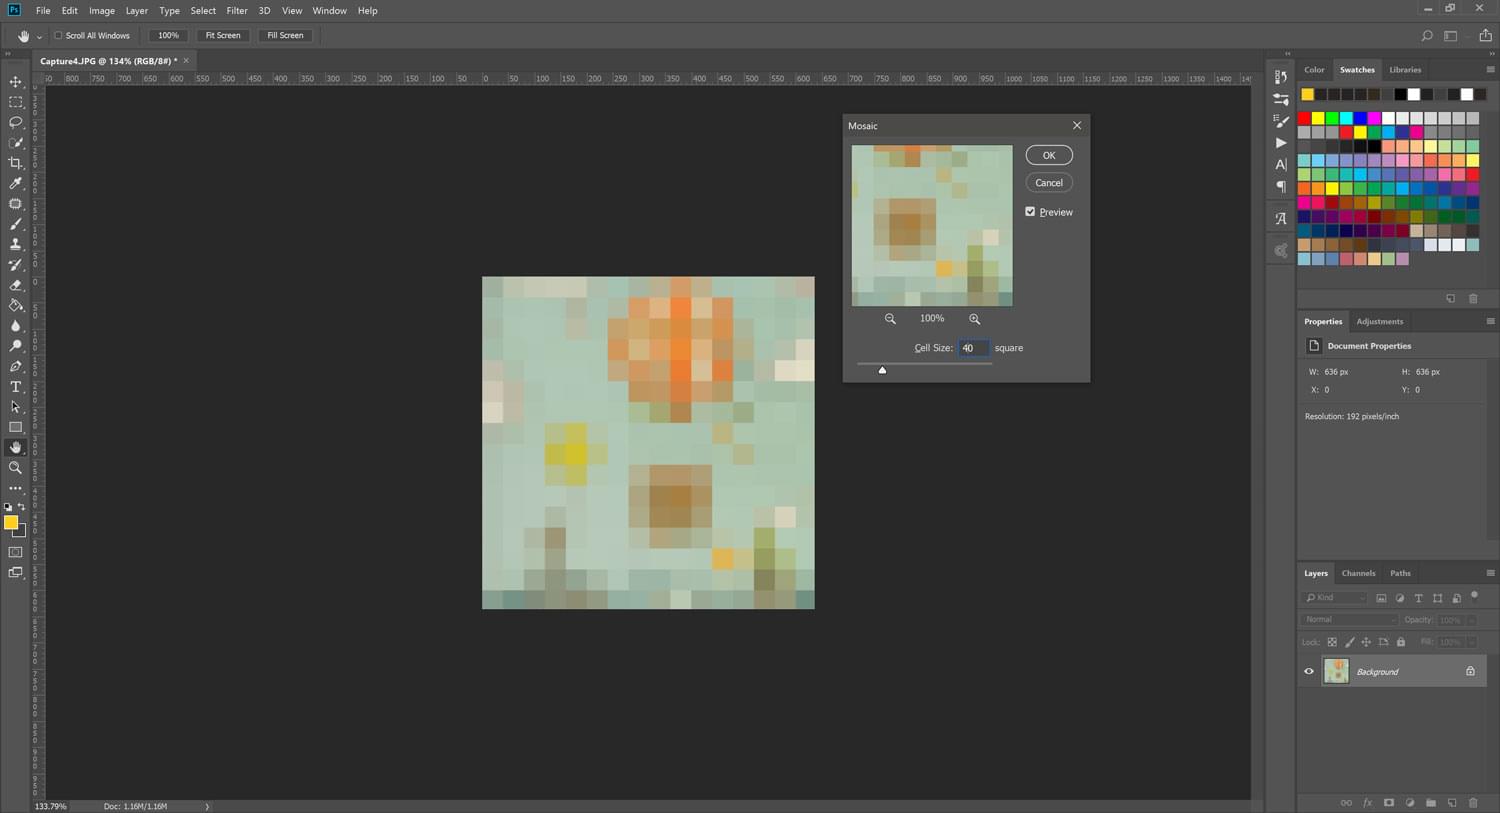 Ps File Edit Image Layer Type Select Filter 3D View Window Help
Scroll All Windows 100% Fit Screen Fill Screen
Capture4.JPG @ 134% (RGB/8#) * ×
800 750 700 650 600 550 500 450 400 350 300 250 200 150 100 50 0 50 100 150 200 250 300 350 400 450 500 550 600 650 700 750 800 850 900 950 1000 1050 1100 1150 1200 1250 1300 1350 1400
Mosaic
OK
Cancel
Preview
100%
Cell Size: 40 square
Color Swatches Libraries
Properties Adjustments
Document Properties
W: 636 px H: 636 px
X: 0 Y: 0
Resolution: 192 pixels/inch
Layers Channels Paths
Kind
Normal Opacity: 100%
Lock: Fill: 100%
Background
fx
133.79% Doc: 1.16M/1.16M